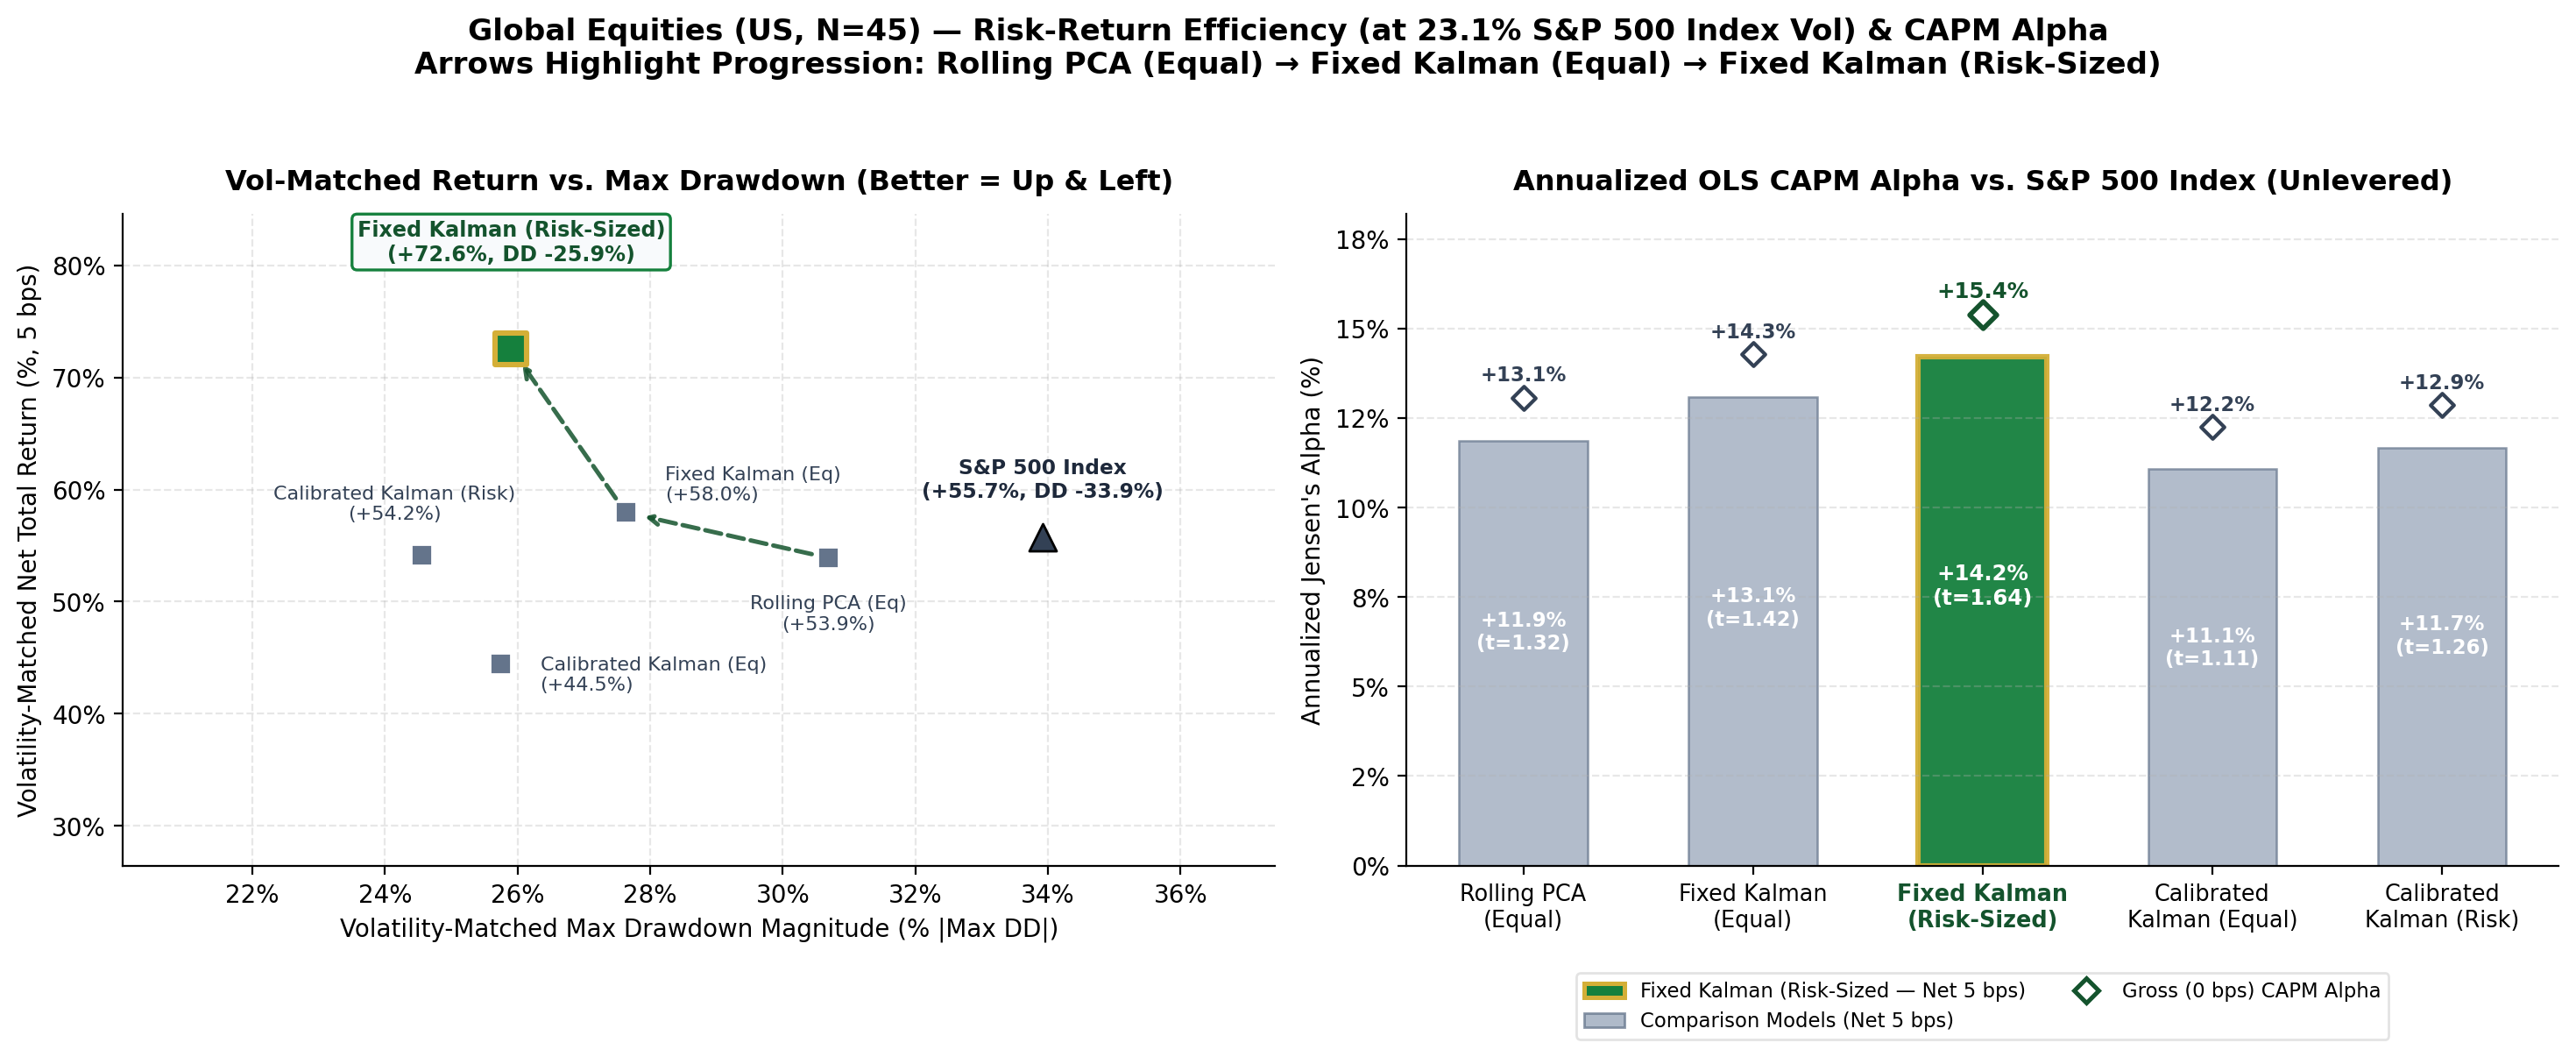 Global Equities (US, N=45) — Risk-Return Efficiency (at 23.1% S&P 500 Index Vol) & CAPM Alpha
Arrows Highlight Progression: Rolling PCA (Equal) → Fixed Kalman (Equal) → Fixed Kalman (Risk-Sized)
Vol-Matched Return vs. Max Drawdown (Better = Up & Left)
Volatility-Matched Net Total Return (%, 5 bps)
80%
70%
60%
50%
40%
30%
Fixed Kalman (Risk-Sized)
(+72.6%, DD -25.9%)
Calibrated Kalman (Risk)
(+54.2%)
Fixed Kalman (Eq)
(+58.0%)
S&P 500 Index
(+55.7%, DD -33.9%)
Rolling PCA (Eq)
(+53.9%)
Calibrated Kalman (Eq)
(+44.5%)
22%
24%
26%
28%
30%
32%
34%
36%
Volatility-Matched Max Drawdown Magnitude (% |Max DD|)
Annualized OLS CAPM Alpha vs. S&P 500 Index (Unlevered)
Annualized Jensen's Alpha (%)
18%
15%
12%
10%
8%
5%
2%
0%
+13.1%
+14.3%
+15.4%
+12.2%
+12.9%
+11.9%
(t=1.32)
+13.1%
(t=1.42)
+14.2%
(t=1.64)
+11.1%
(t=1.11)
+11.7%
(t=1.26)
Rolling PCA
(Equal)
Fixed Kalman
(Equal)
Fixed Kalman
(Risk-Sized)
Calibrated
Kalman (Equal)
Calibrated
Kalman (Risk)
Fixed Kalman (Risk-Sized — Net 5 bps)
Comparison Models (Net 5 bps)
Gross (0 bps) CAPM Alpha